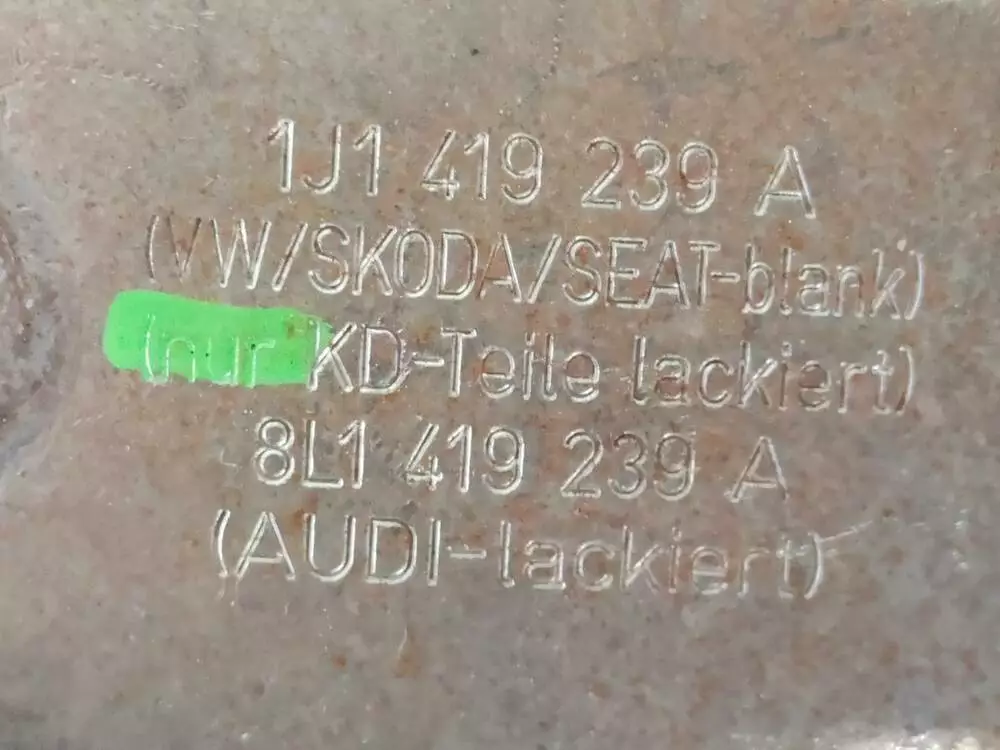 1J1 419 239 A
(VW/SKODA/SEAT-blank)
(nur KD-Teile lackiert)
8L1 419 239 A
(AUDI-lackiert)